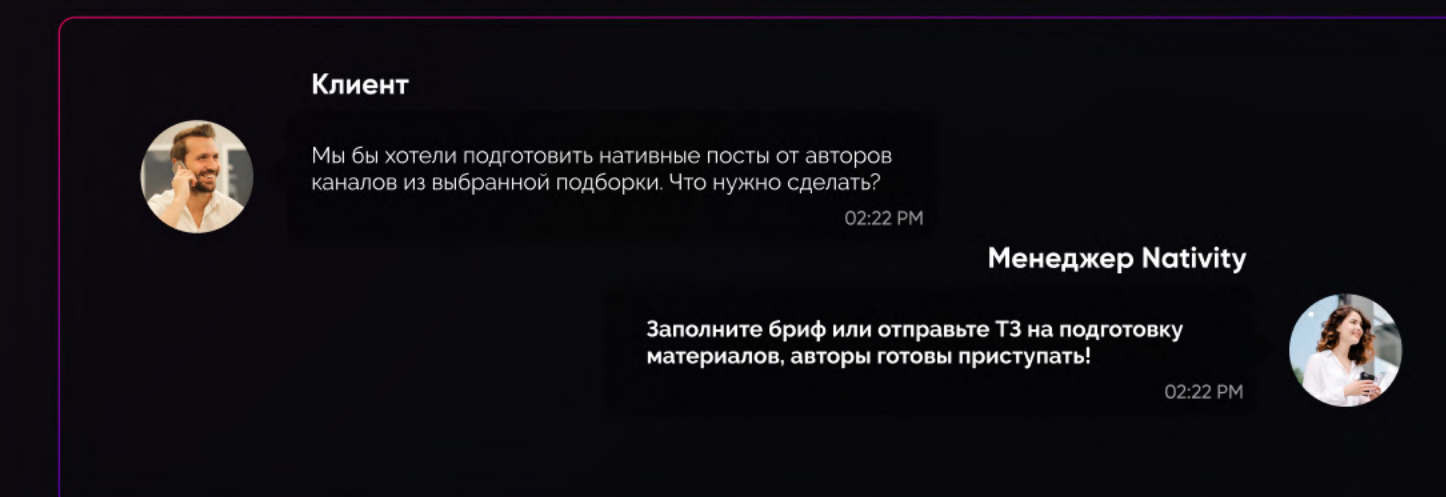 Клиент
Мы бы хотели подготовить нативные посты от авторов
каналов из выбранной подборки. Что нужно сделать?
02:22 PM
Менеджер Nativity
Заполните бриф или отправьте ТЗ на подготовку
материалов, авторы готовы приступать!
02:22 PM